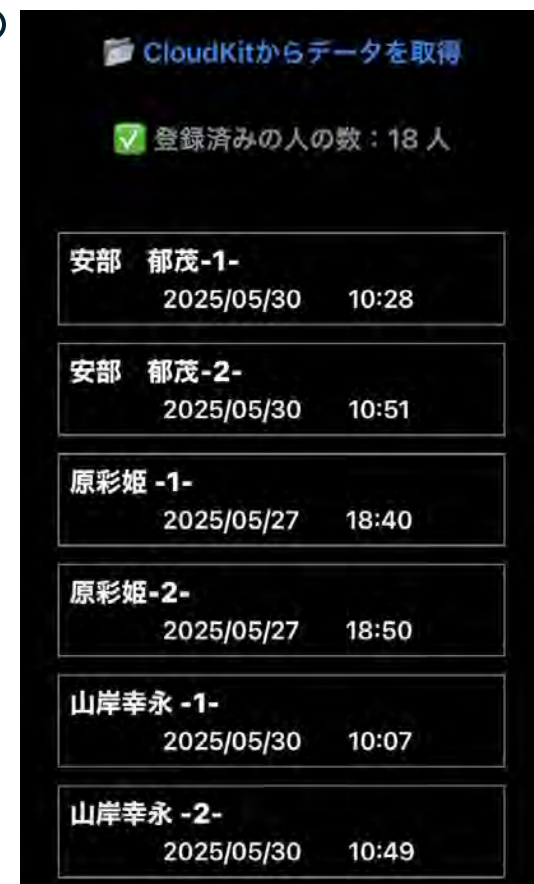 CloudKitからデータを取得
✅ 登録済みの人の数：18 人
安部　郁茂-1-
2025/05/30　10:28
安部　郁茂-2-
2025/05/30　10:51
原彩姫 -1-
2025/05/27　18:40
原彩姫-2-
2025/05/27　18:50
山岸幸永 -1-
2025/05/30　10:07
山岸幸永 -2-
2025/05/30　10:49